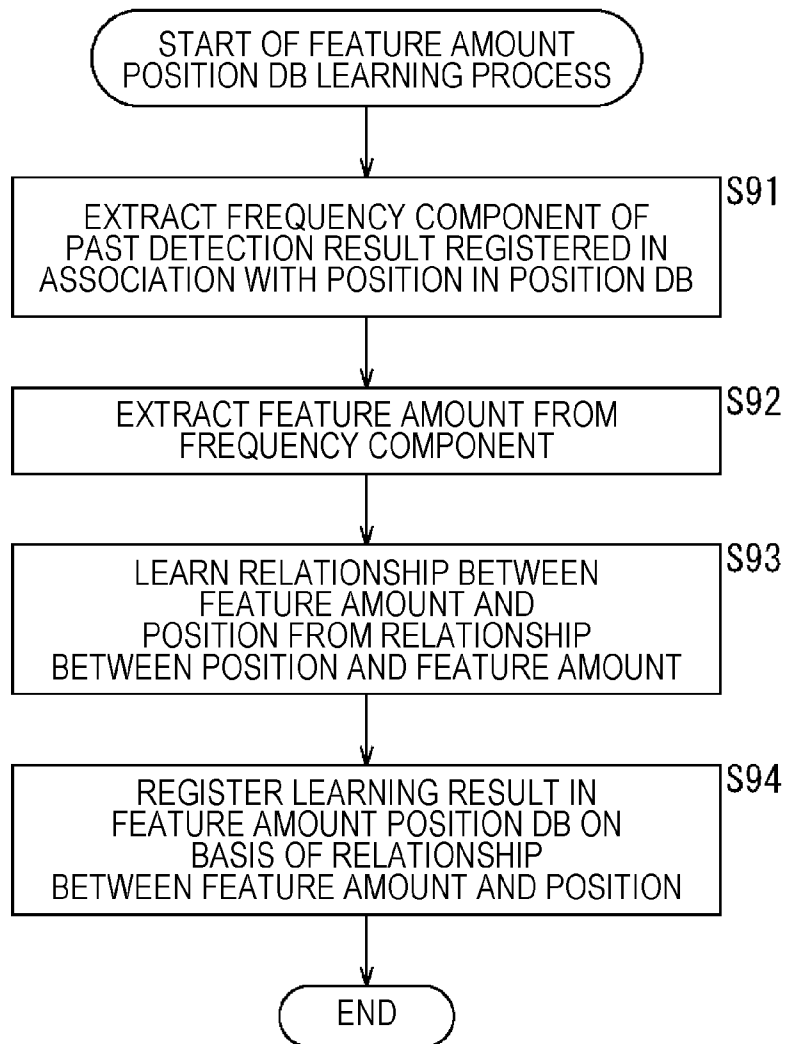 START OF FEATURE AMOUNT
POSITION DB LEARNING PROCESS
S91
EXTRACT FREQUENCY COMPONENT OF
PAST DETECTION RESULT REGISTERED IN
ASSOCIATION WITH POSITION IN POSITION DB
S92
EXTRACT FEATURE AMOUNT FROM
FREQUENCY COMPONENT
S93
LEARN RELATIONSHIP BETWEEN
FEATURE AMOUNT AND
POSITION FROM RELATIONSHIP
BETWEEN POSITION AND FEATURE AMOUNT
S94
REGISTER LEARNING RESULT IN
FEATURE AMOUNT POSITION DB ON
BASIS OF RELATIONSHIP
BETWEEN FEATURE AMOUNT AND POSITION
END